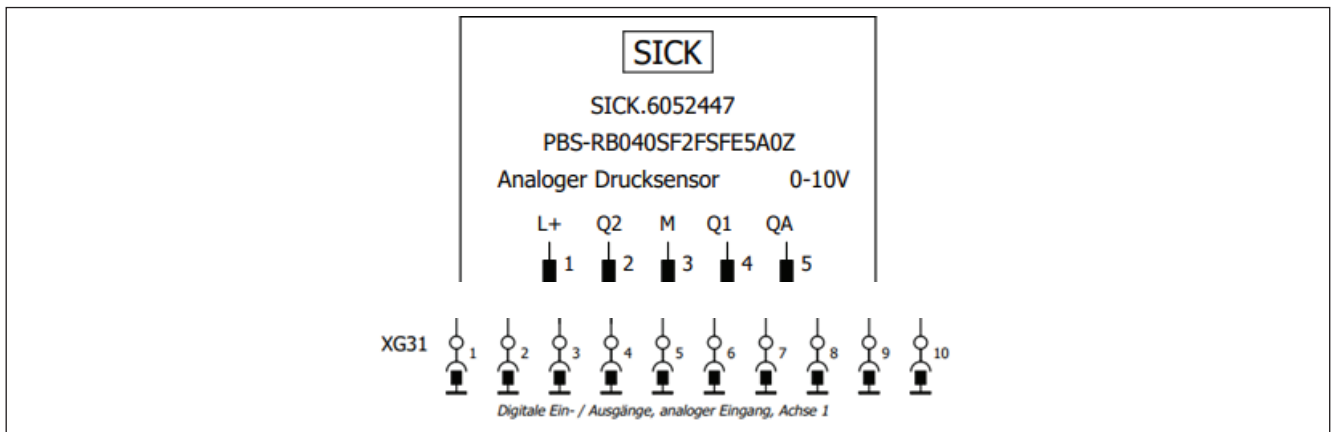 SICK
SICK.6052447
PBS-RB040SF2FSFE5A0Z
Analoger Drucksensor 0-10V
L+ Q2 M Q1 QA
1 2 3 4 5
XG31 1 2 3 4 5 6 7 8 9 10
Digitale Ein- / Ausgänge, analoger Eingang, Achse 1